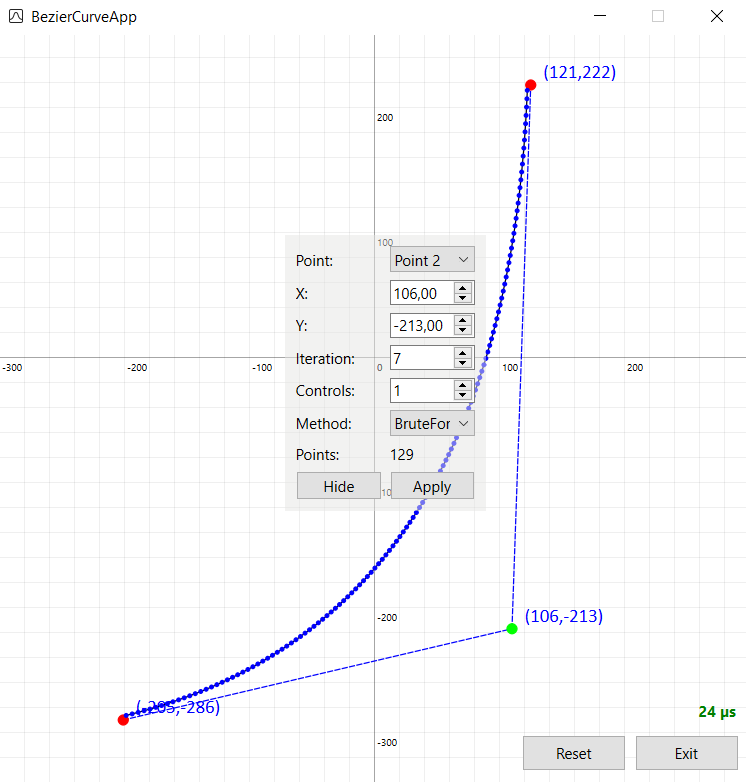 BezierCurveApp
(121,222)
200
100
Point: Point 2
X: 106,00
Y: -213,00
Iteration: 7
-300 -200 -100 0 100 200
Controls: 1
Method: BruteFor
Points: 129
Hide Apply
-200
(106,-213)
-286)
24 µs
-300
Reset Exit